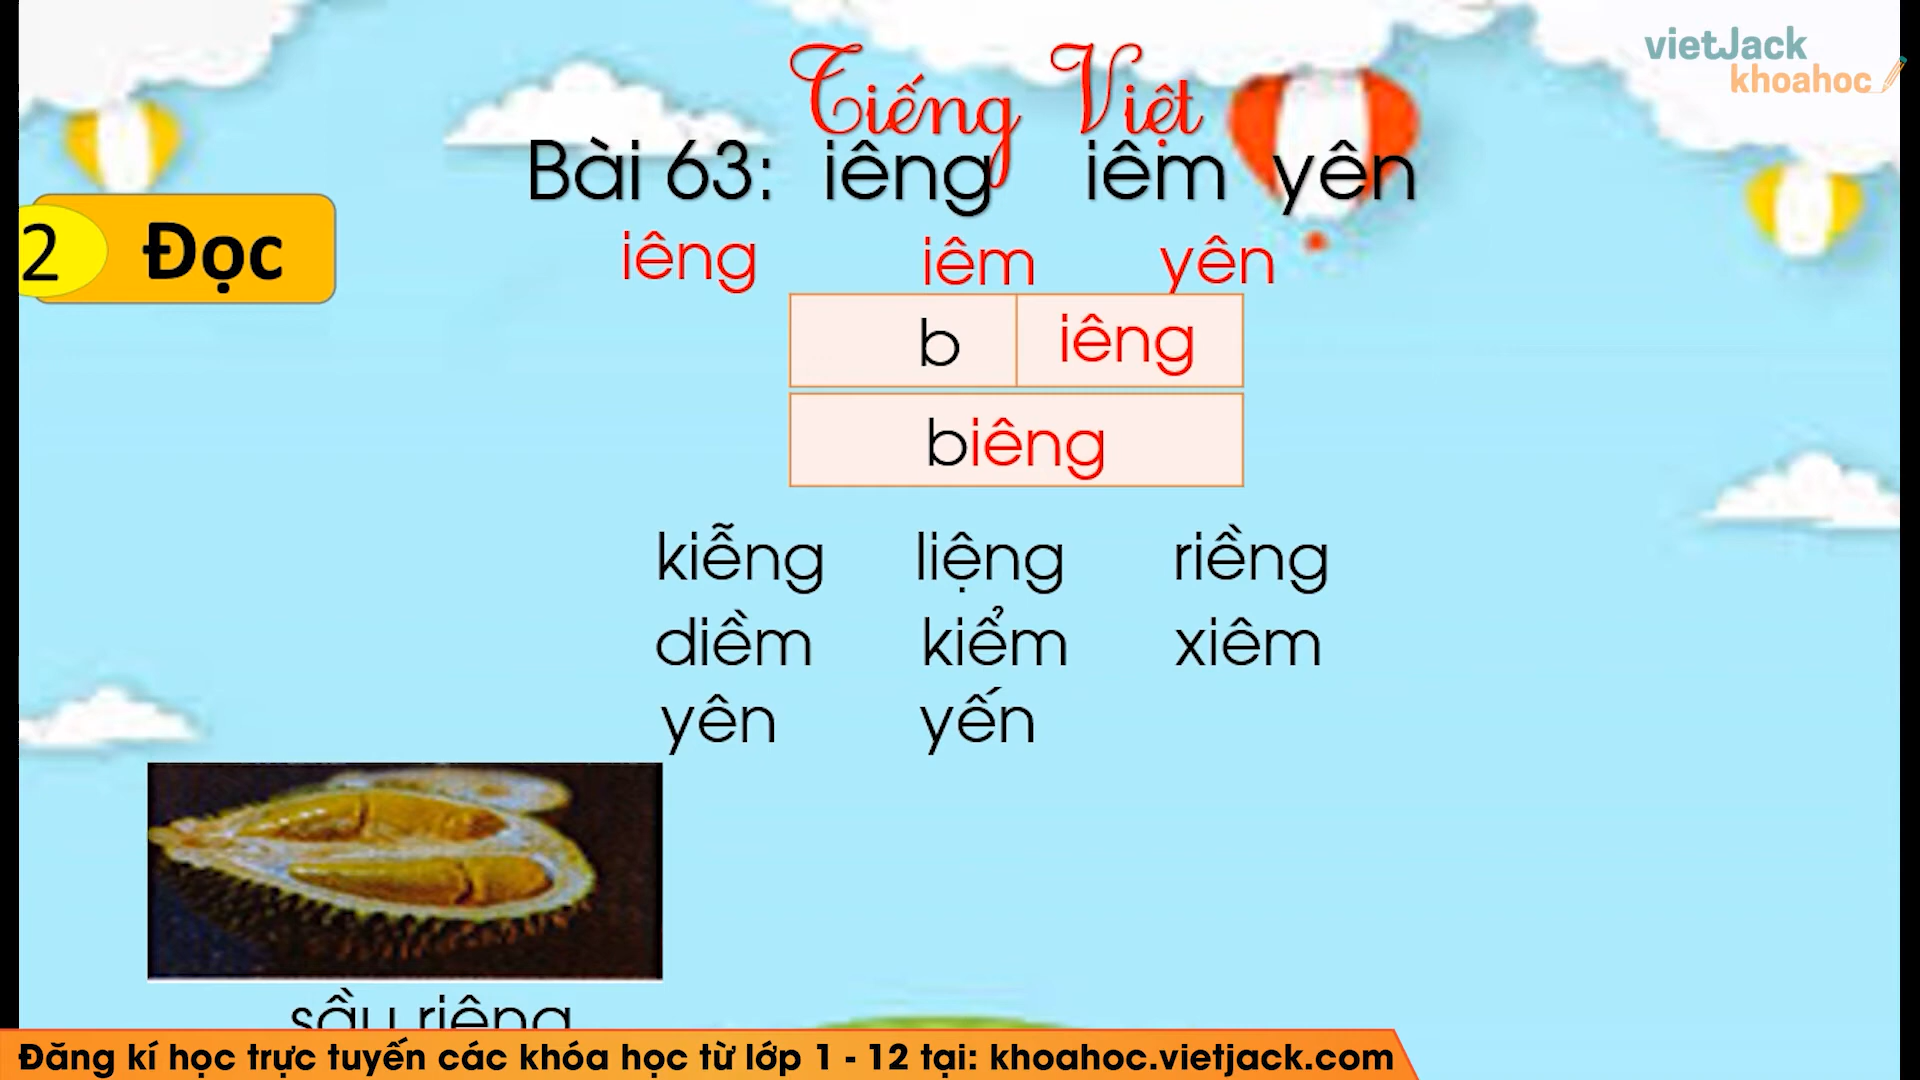 vietJack
khoahoc
Tiếng Việt
Bài 63: iêng iêm yên
2 Đọc
iêng iêm yên
b iêng
biêng
kiễng liệng riềng
diềm kiểm xiêm
yên yến
sầu riêng
Đăng kí học trực tuyến các khóa học từ lớp 1 - 12 tại: khoahoc.vietjack.com